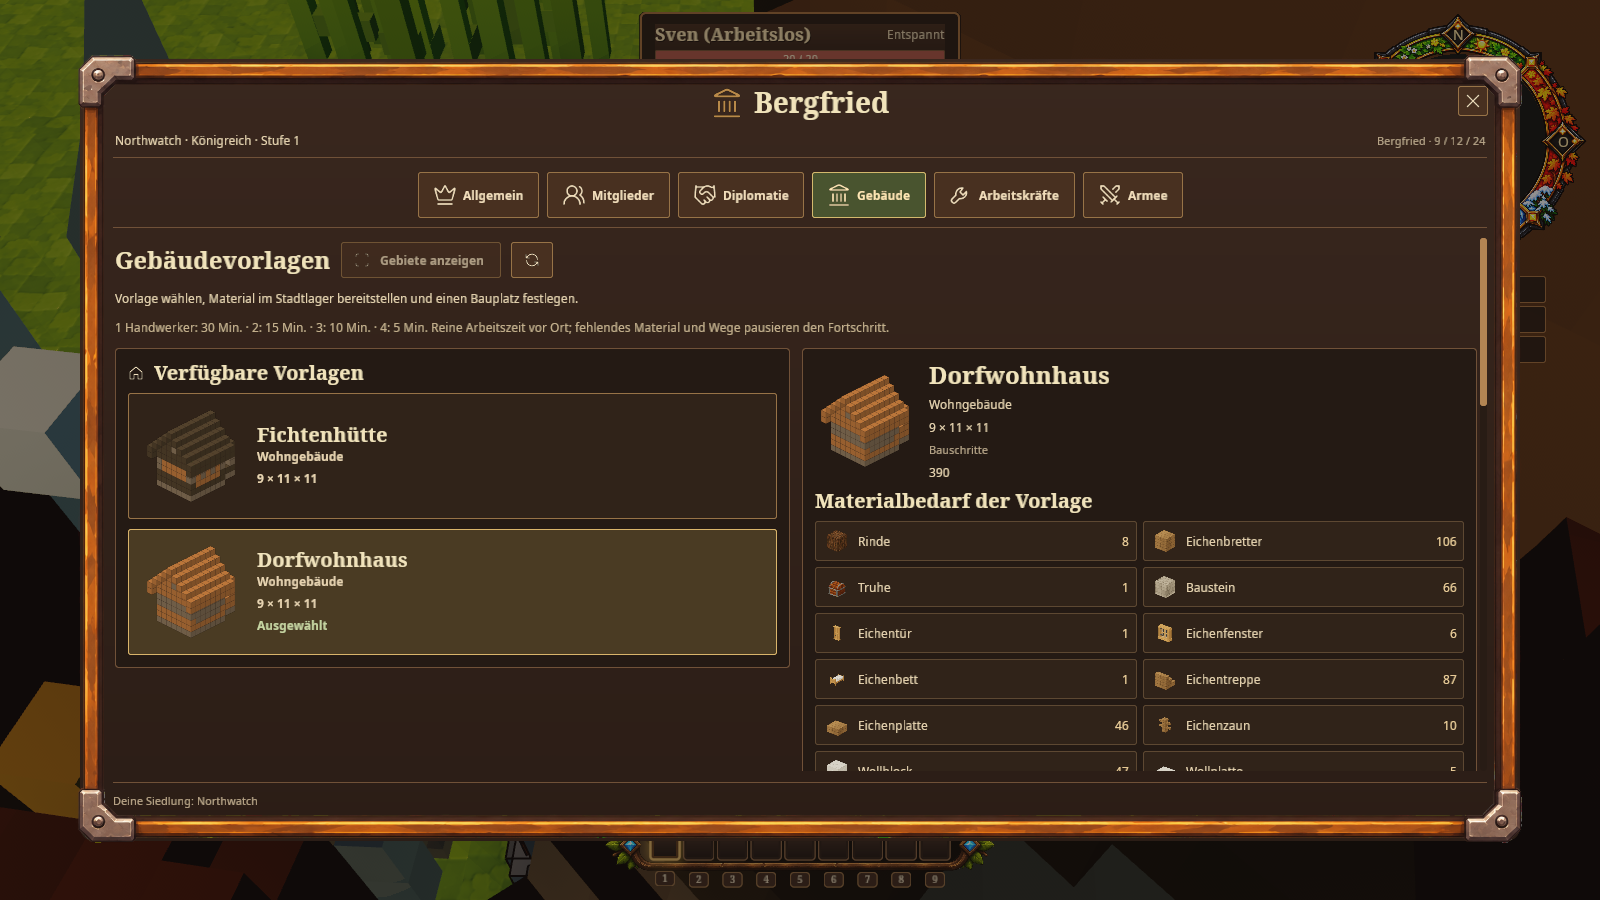 Sven (Arbeitslos) Entspannt
N
Bergfried
Northwatch · Königreich · Stufe 1
Bergfried · 9 / 12 / 24
O
Allgemein
Mitglieder
Diplomatie
Gebäude
Arbeitskräfte
Armee
Gebäudevorlagen
Gebiete anzeigen
Vorlage wählen, Material im Stadtlager bereitstellen und einen Bauplatz festlegen.
1 Handwerker: 30 Min. · 2: 15 Min. · 3: 10 Min. · 4: 5 Min. Reine Arbeitszeit vor Ort; fehlendes Material und Wege pausieren den Fortschritt.
Verfügbare Vorlagen
Fichtenhütte
Wohngebäude
9 × 11 × 11
Dorfwohnhaus
Wohngebäude
9 × 11 × 11
Ausgewählt
Dorfwohnhaus
Wohngebäude
9 × 11 × 11
Bauschritte
390
Materialbedarf der Vorlage
Rinde 8
Eichenbretter 106
Truhe 1
Baustein 66
Eichentür 1
Eichenfenster 6
Eichenbett 1
Eichentreppe 87
Eichenplatte 46
Eichenzaun 10
Wollblock 47
Wollplatte 5
Deine Siedlung: Northwatch
1 2 3 4 5 6 7 8 9